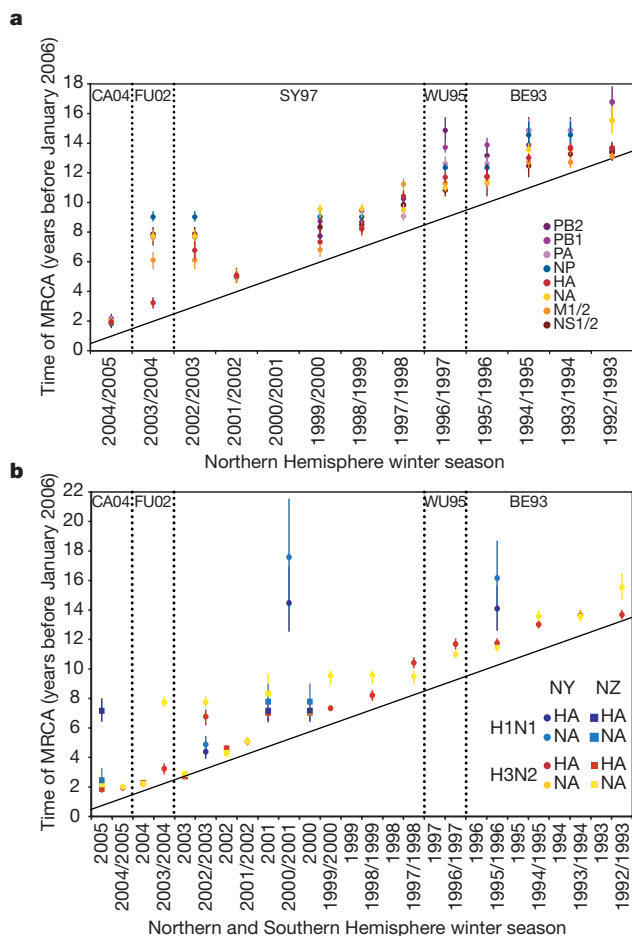 a
Time of MRCA (years before January 2006)
18
16
14
12
10
8
6
4
2
0
CA04 FU02 SY97 WU95 BE93
PB2
PB1
PA
NP
HA
NA
M1/2
NS1/2
2004/2005
2003/2004
2002/2003
2001/2002
1999/2000
1998/1999
1997/1998
1996/1997
1995/1996
1994/1995
1993/1994
1992/1993
Northern Hemisphere winter season
b
Time of MRCA (years before January 2006)
22
20
18
16
14
12
10
8
6
4
2
0
CA04 FU02 WU95 BE93
NY NZ
H1N1 HA HA
NA NA
H3N2 HA HA
NA NA
2005
2004/2005
2004
2003/2004
2003
2002/2003
2002
2001/2002
2001
2000/2001
2000
1999/2000
1999
1998/1999
1998
1997/1998
1997
1996/1997
1996
1995/1996
1995
1994/1995
1994
1993/1994
1993
1992/1993
Northern and Southern Hemisphere winter season